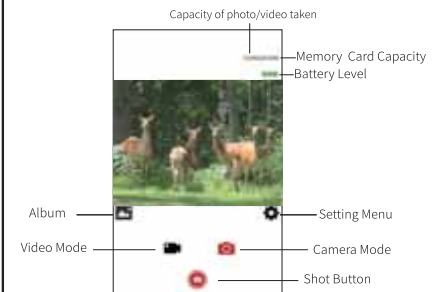 Capacity of photo/video taken
Memory Card Capacity
Battery Level
Album
Setting Menu
Video Mode
Camera Mode
Shot Button